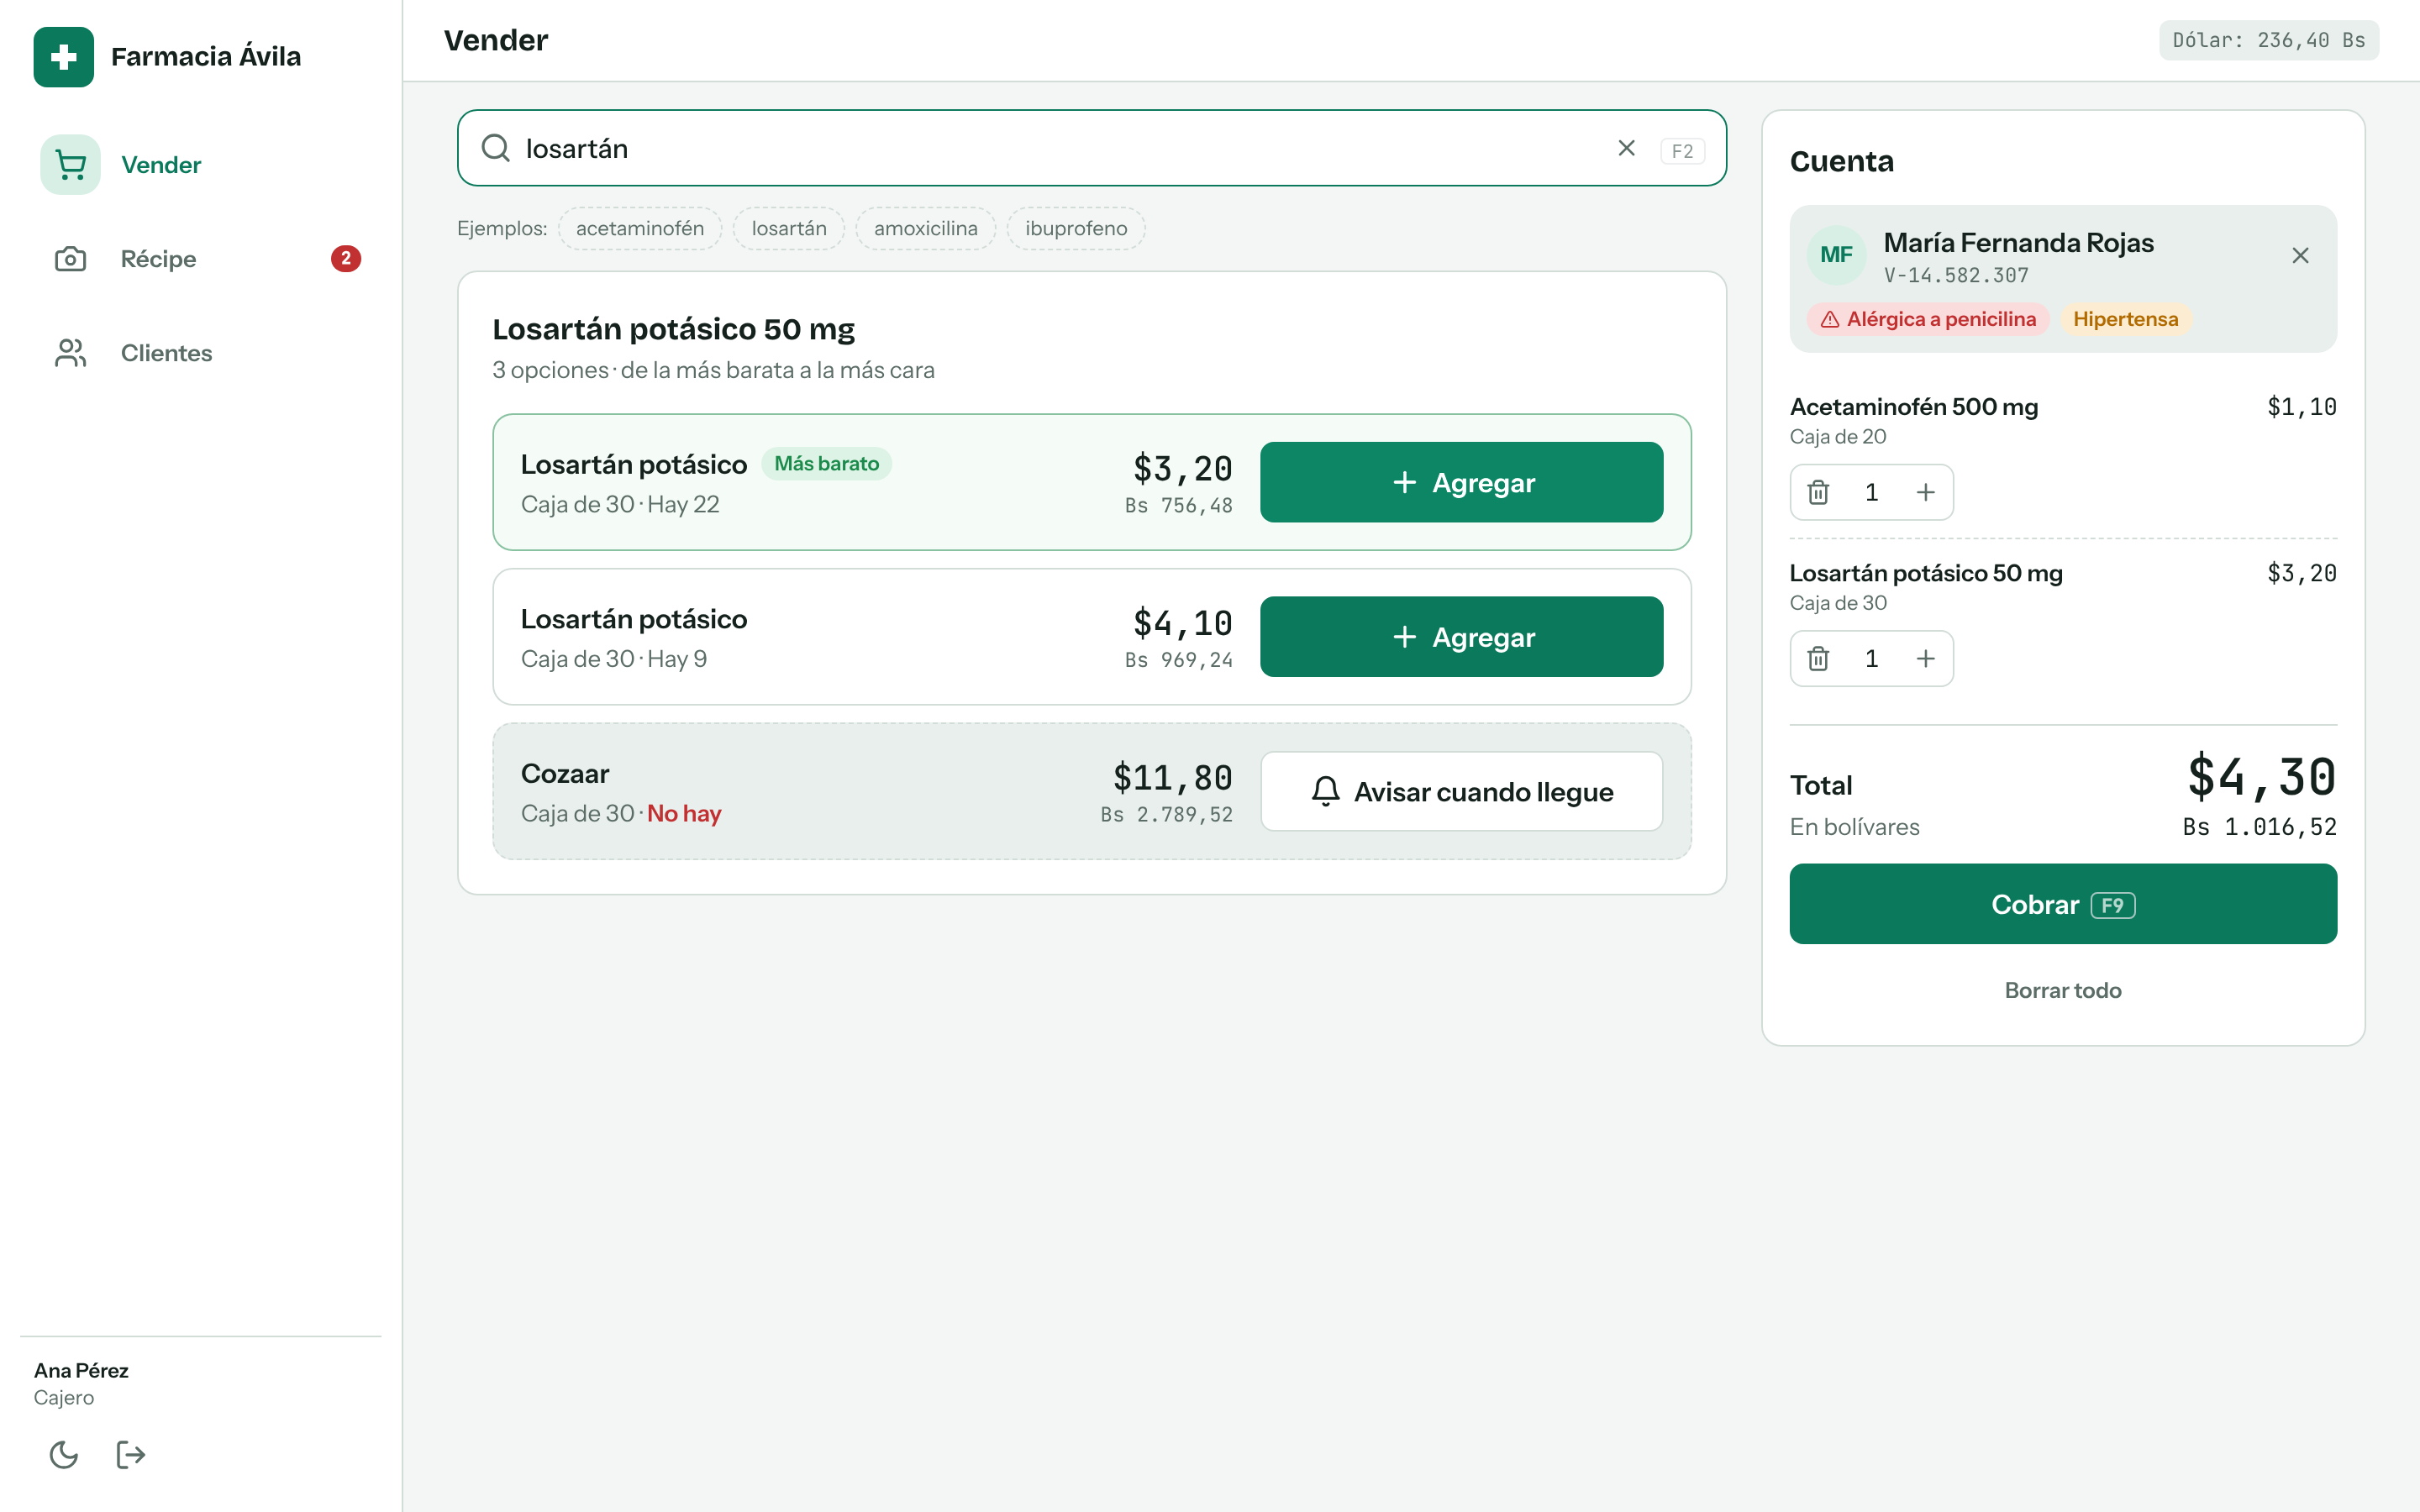 Farmacia Ávila
Vender
Récipe
2
Clientes
Ana Pérez
Cajero
Vender
Dólar: 236,40 Bs
losartán
F2
Ejemplos:
acetaminofén
losartán
amoxicilina
ibuprofeno
Losartán potásico 50 mg
3 opciones · de la más barata a la más cara
Losartán potásico
Más barato
Caja de 30 · Hay 22
$3,20
Bs 756,48
Agregar
Losartán potásico
Caja de 30 · Hay 9
$4,10
Bs 969,24
Agregar
Cozaar
Caja de 30 · No hay
$11,80
Bs 2.789,52
Avisar cuando llegue
Cuenta
MF
María Fernanda Rojas
V-14.582.307
Alérgica a penicilina
Hipertensa
Acetaminofén 500 mg
$1,10
Caja de 20
1
Losartán potásico 50 mg
$3,20
Caja de 30
1
Total
$4,30
En bolívares
Bs 1.016,52
Cobrar F9
Borrar todo